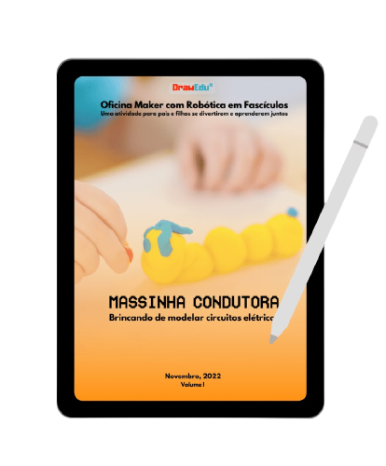 DrawEdu®
Oficina Maker com Robótica em Fascículos
Uma atividade para pais e filhos se divertirem e aprenderem juntos
MASSINHA CONDUTORA
Brincando de modelar circuitos elétric
Novembro, 2022
Volume I